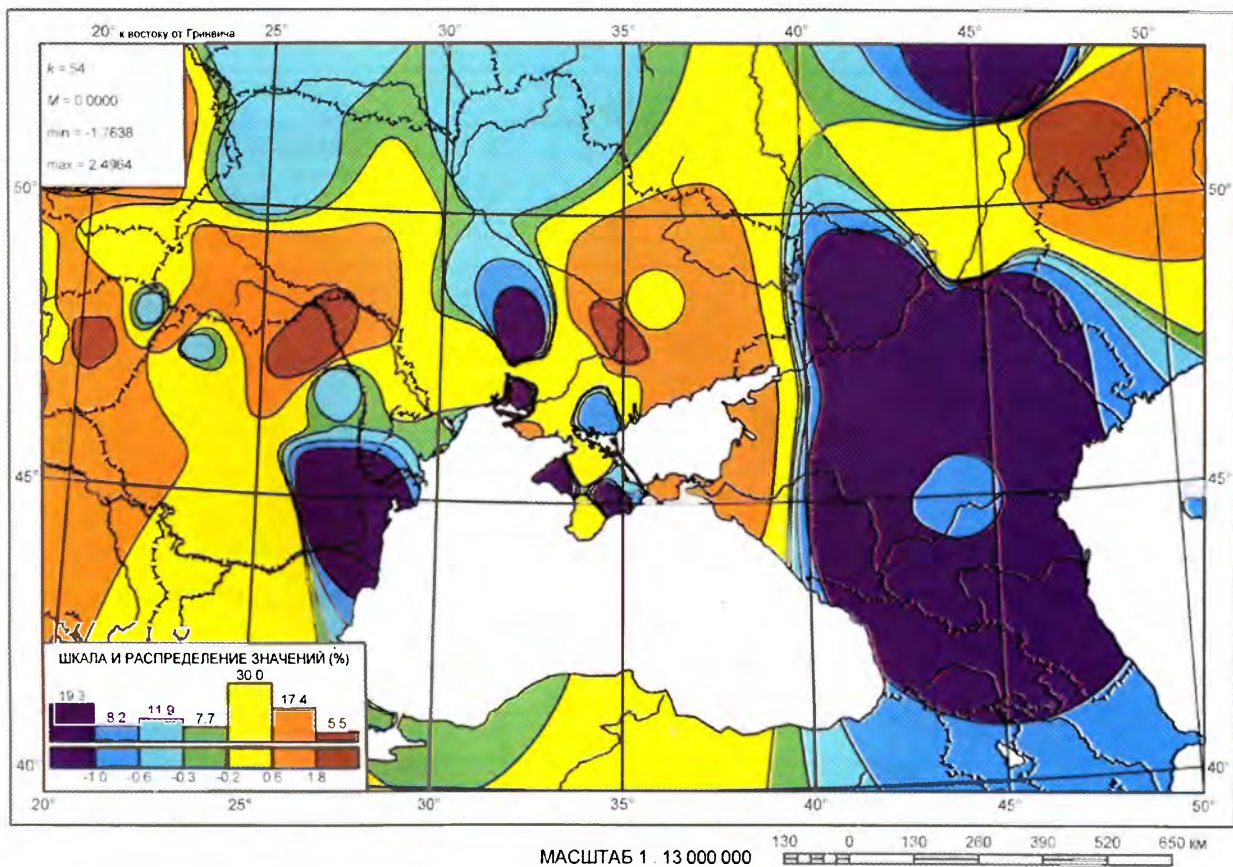 20° к востоку от Гринвича 25° 30° 35° 40° 45° 50°
k = 54
M = 0.0000
min = -1.7638
max = 2.4964
50° 50°
45° 45°
40° 40°
ШКАЛА И РАСПРЕДЕЛЕНИЕ ЗНАЧЕНИЙ (%)
19.3 8.2 11.9 7.7 30.0 17.4 5.5
-1.0 -0.6 -0.3 -0.2 0.6 1.8
20° 25° 30° 35° 40° 45° 50°
МАСШТАБ 1 : 13 000 000
130 0 130 260 390 520 650 км